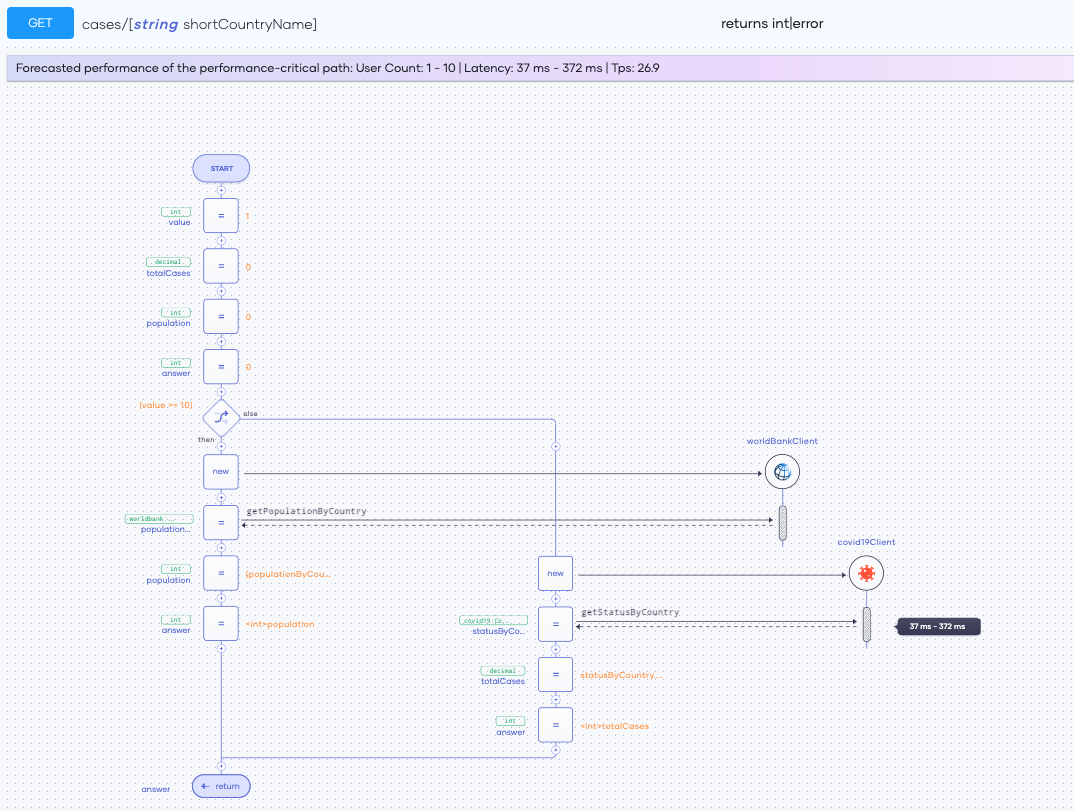 GET cases/[string shortCountryName] returns int|error
Forecasted performance of the performance-critical path: User Count: 1 - 10 | Latency: 37 ms - 372 ms | Tps: 26.9
START
int
value = 1
decimal
totalCases = 0
int
population = 0
int
answer = 0
(value >= 10)
else
then
worldBankClient
new
getPopulationByCountry
worldbank:...
population... =
covid19Client
int
population = (populationByCou...
new
getStatusByCountry
int
answer = <int>population
covid19:Co...
statusByCo... =
37 ms - 372 ms
decimal
totalCases = statusByCountry....
int
answer = <int>totalCases
answer
return